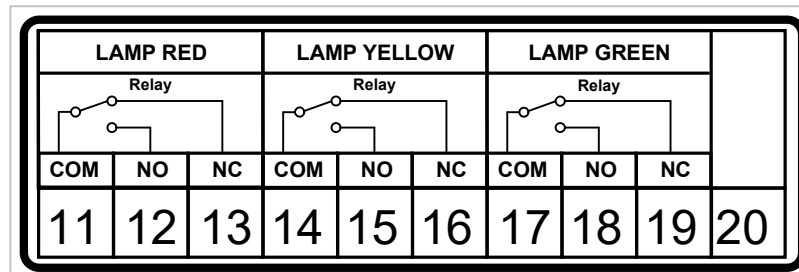 LAMP RED LAMP YELLOW LAMP GREEN
Relay Relay Relay
COM NO NC COM NO NC COM NO NC
11 12 13 14 15 16 17 18 19 20